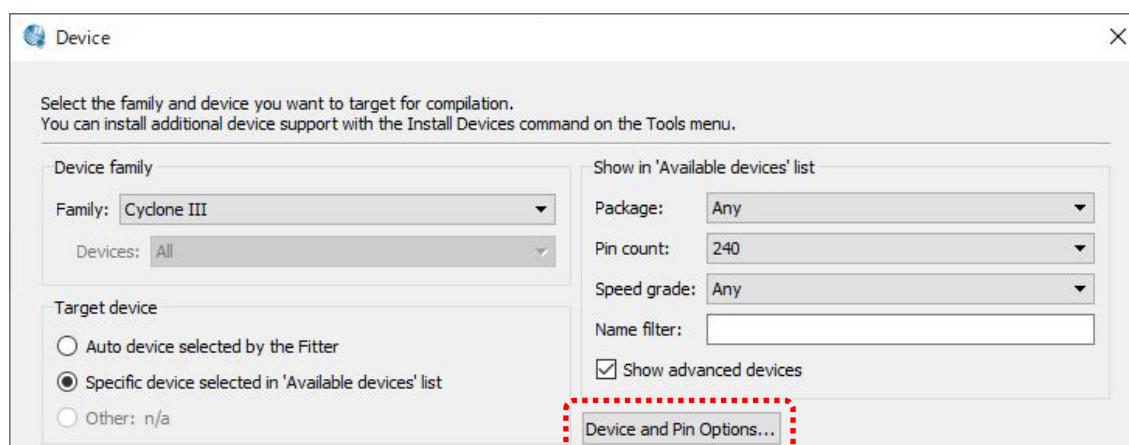 Device
Select the family and device you want to target for compilation.
You can install additional device support with the Install Devices command on the Tools menu.
Device family
Family: Cyclone III
Devices: All
Target device
Auto device selected by the Fitter
Specific device selected in 'Available devices' list
Other: n/a
Show in 'Available devices' list
Package: Any
Pin count: 240
Speed grade: Any
Name filter:
Show advanced devices
Device and Pin Options...